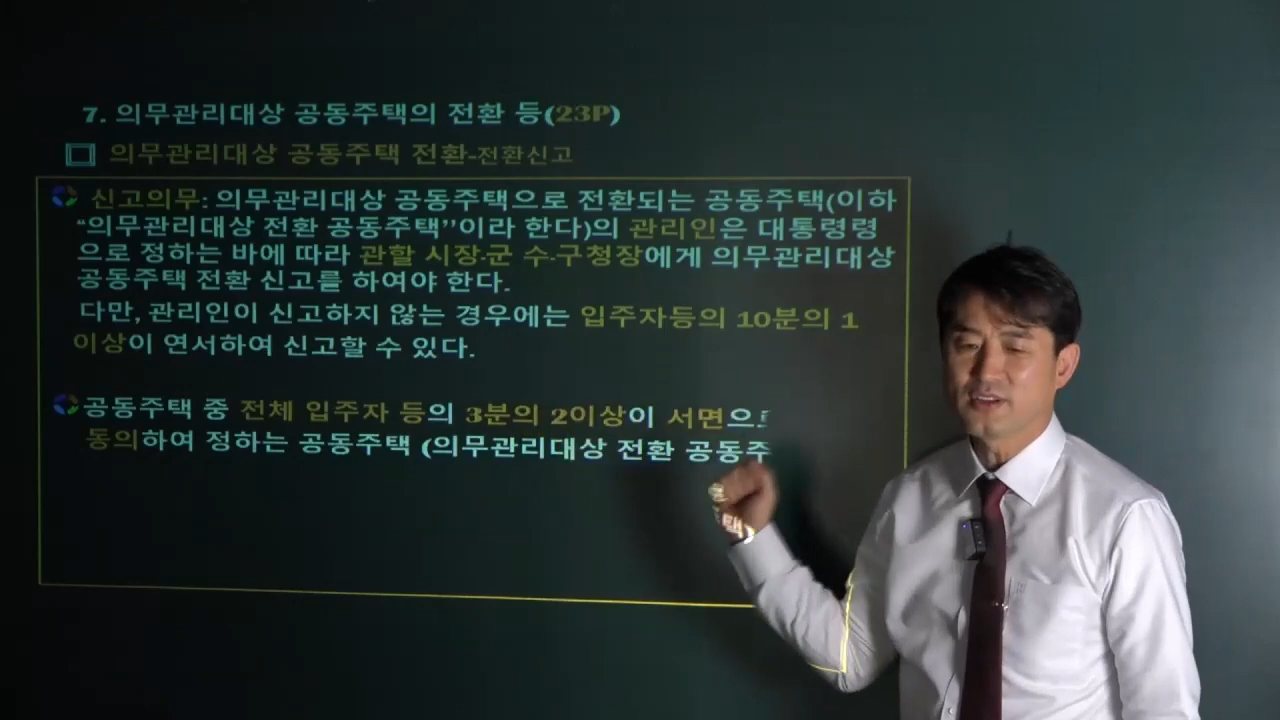 7. 의무관리대상 공동주택의 전환 등(23P)
의무관리대상 공동주택 전환-전환신고
신고의무: 의무관리대상 공동주택으로 전환되는 공동주택(이하
“의무관리대상 전환 공동주택”이라 한다)의 관리인은 대통령령
으로 정하는 바에 따라 관할 시장·군 수·구청장에게 의무관리대상
공동주택 전환 신고를 하여야 한다.
다만, 관리인이 신고하지 않는 경우에는 입주자등의 10분의 1
이상이 연서하여 신고할 수 있다.
공동주택 중 전체 입주자 등의 3분의 2이상이 서면으
동의하여 정하는 공동주택 (의무관리대상 전환 공동주
택